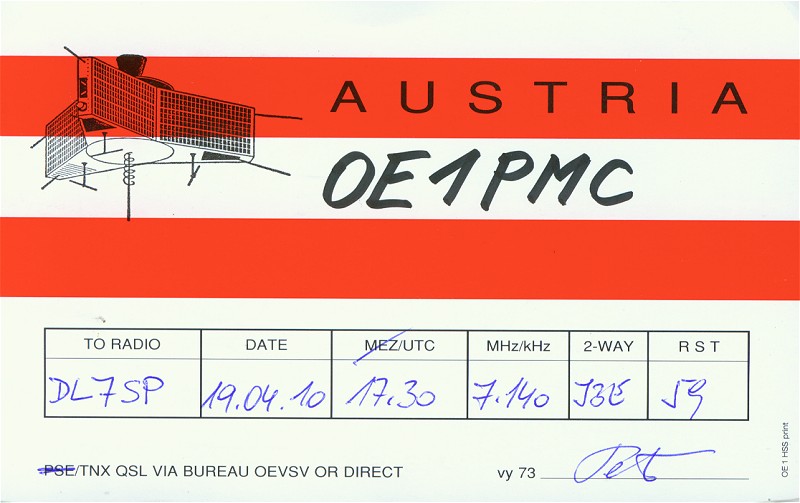 AUSTRIA
OE1PMC
TO RADIO DATE MEZ/UTC MHz/kHz 2-WAY R S T
DL7SP 19.04.10 17.30 7.140 J3E 59
PSE/TNX QSL VIA BUREAU OEVSV OR DIRECT vy 73
OE 1 HSS print